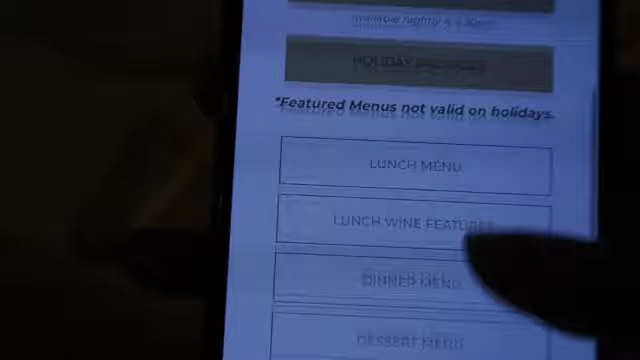 HOLIDAY
*Featured Menus not valid on holidays.
LUNCH MENU
LUNCH WINE FEATURES
DINNER MENU
DESSERT MENU